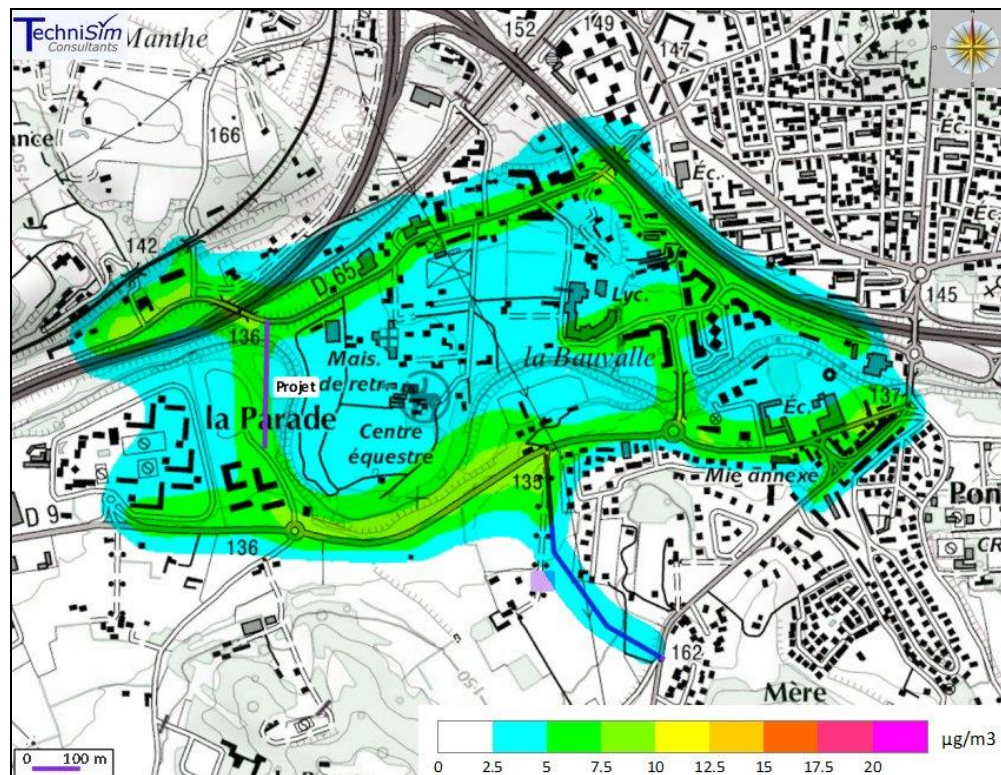 TechniSim
Consultants
Manthe
152
149
147
166
Éc.
Éc.
142
D 65
145
Lyc.
136
Mais.
de retr.
la Bauvalle
Projet
la Parade
Éc.
137
Centre
équestre
Mie annexe
135
D 9
136
162
Mère
150
0 100 m
µg/m3
0 2.5 5 7.5 10 12.5 15 17.5 20